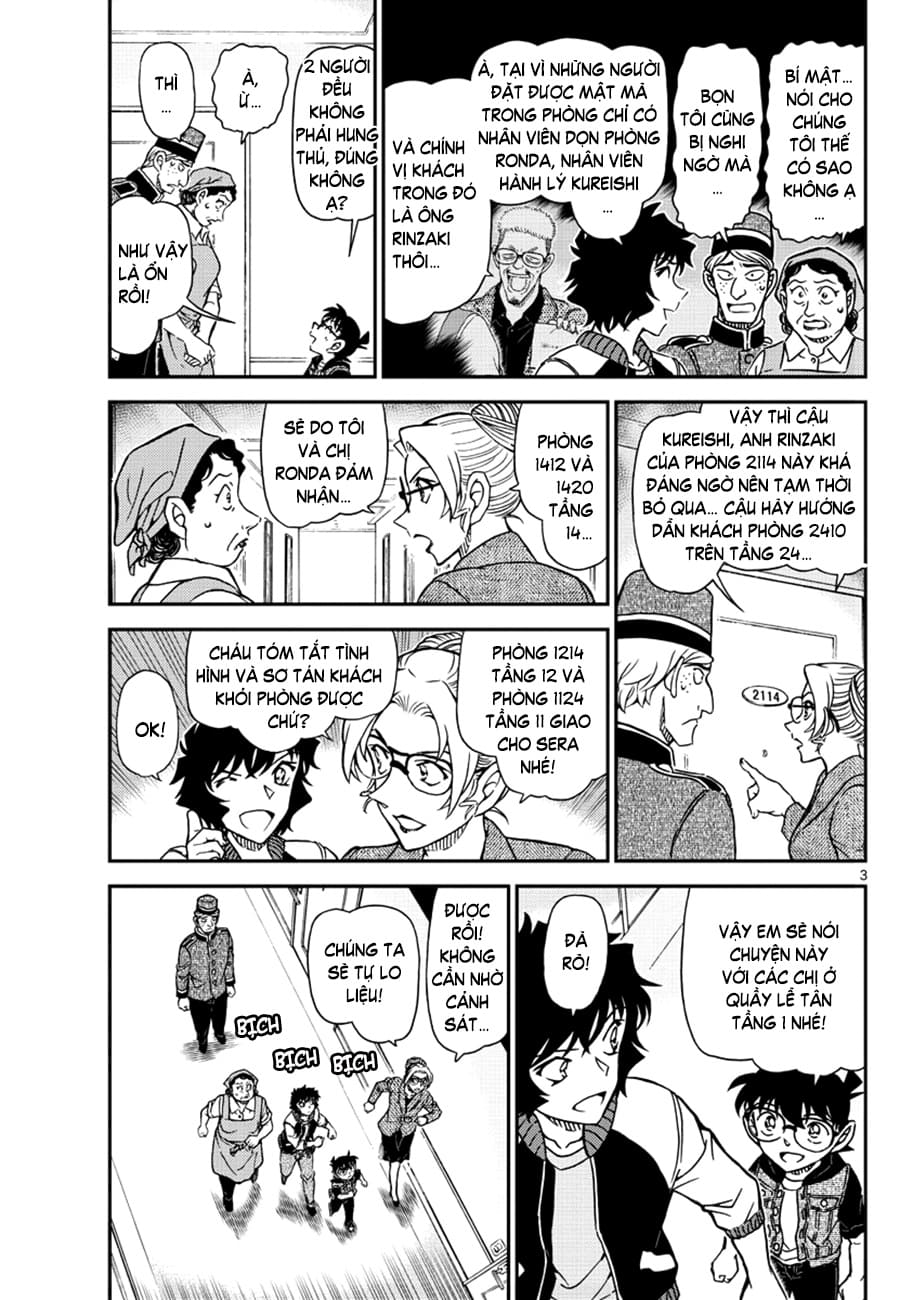 BÍ MẬT...
NÓI CHO
CHÚNG
TÔI THẾ
CÓ SAO
KHÔNG Ạ
...
BỌN
TÔI CŨNG
BỊ NGHI
NGỜ MÀ
...
À, TẠI VÌ NHỮNG NGƯỜI
ĐẶT ĐƯỢC MẬT MÃ
TRONG PHÒNG CHỈ CÓ
NHÂN VIÊN DỌN PHÒNG
RONDA, NHÂN VIÊN
HÀNH LÝ KUREISHI
...
VÀ CHÍNH
VỊ KHÁCH
TRONG ĐÓ
LÀ ÔNG
RINZAKI
THÔI...
2 NGƯỜI
ĐỀU
KHÔNG
PHẢI HUNG
THỦ, ĐÚNG
KHÔNG
Ạ?
À,
Ừ...
THÌ
...
NHƯ VẬY
LÀ ỔN
RỒI!
VẬY THÌ CẬU
KUREISHI, ANH RINZAKI
CỦA PHÒNG 2114 NÀY KHÁ
ĐÁNG NGỜ NÊN TẠM THỜI
BỎ QUA... CẬU HÃY HƯỚNG
DẪN KHÁCH PHÒNG 2410
TRÊN TẦNG 24...
2114
PHÒNG
1412 VÀ
1420
TẦNG
14...
SẼ DO TÔI
VÀ CHỊ
RONDA ĐẢM
NHẬN...
PHÒNG 1214
TẦNG 12 VÀ
PHÒNG 1124
TẦNG 11 GIAO
CHO SERA
NHÉ!
CHÁU TÓM TẮT TÌNH
HÌNH VÀ SƠ TÁN KHÁCH
KHỎI PHÒNG ĐƯỢC
CHỨ?
OK!
3
VẬY EM SẼ NÓI
CHUYỆN NÀY
VỚI CÁC CHỊ Ở
QUẦY LỄ TÂN
TẦNG 1 NHÉ!
ĐÃ
RÕ!
ĐƯỢC
RỒI!
KHÔNG
CẦN NHỜ
CẢNH
SÁT...
CHÚNG TA
SẼ TỰ LO
LIỆU!
BỊCH
BỊCH
BỊCH